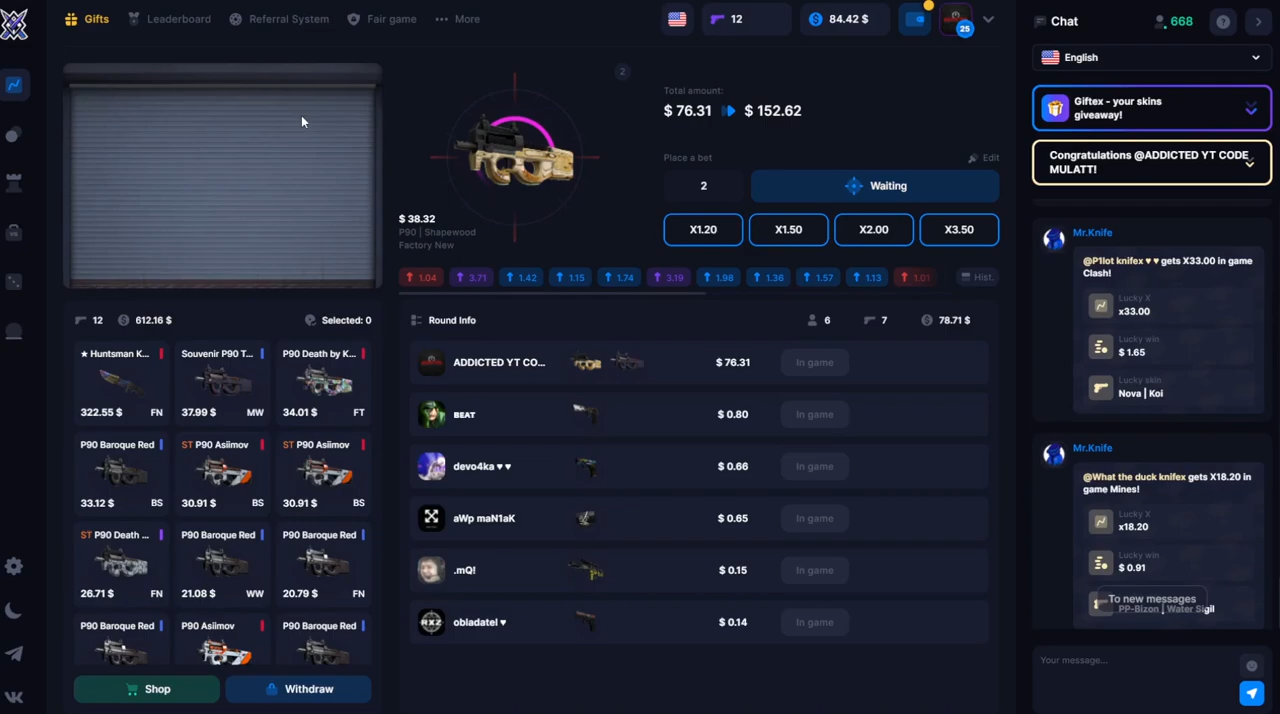 Gifts
Leaderboard
Referral System
Fair game
More
12
84.42 $
25
2
$ 38.32
P90 | Shapewood
Factory New
Total amount:
$ 76.31 $ 152.62
Place a bet
Edit
2
Waiting
X1.20
X1.50
X2.00
X3.50
1.04
3.71
1.42
1.15
1.74
3.19
1.98
1.36
1.57
1.13
1.01
Hist.
12
612.16 $
Selected: 0
★ Huntsman K...
322.55 $
FN
Souvenir P90 T...
37.99 $
MW
P90 Death by K...
34.01 $
FT
P90 Baroque Red
33.12 $
BS
ST P90 Asiimov
30.91 $
BS
ST P90 Asiimov
30.91 $
BS
ST P90 Death ...
26.71 $
FN
P90 Baroque Red
21.08 $
WW
P90 Baroque Red
20.79 $
FN
P90 Baroque Red
P90 Asiimov
P90 Baroque Red
Shop
Withdraw
Round Info
6
7
78.71 $
ADDICTED YT CO...
$ 76.31
In game
BEAT
$ 0.80
In game
devo4ka ♥ ♥
$ 0.66
In game
aWp maN1aK
$ 0.65
In game
.mQ!
$ 0.15
In game
RXZ
obladatel ♥
$ 0.14
In game
Chat
668
?
English
Giftex - your skins
giveaway!
Congratulations @ADDICTED YT CODE
MULATT!
Mr.Knife
@P1lot knifex ♥ ♥ gets X33.00 in game
Clash!
Lucky X
x33.00
Lucky win
$ 1.65
Lucky skin
Nova | Koi
Mr.Knife
@What the duck knifex gets X18.20 in
game Mines!
Lucky X
x18.20
Lucky win
$ 0.91
To new messages
PP-Bizon | Water Sigil
Your message...